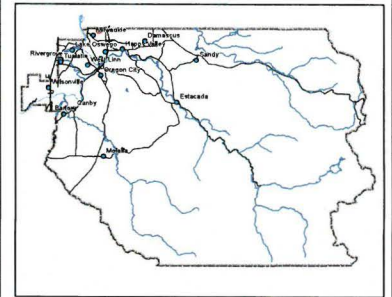 Milwaukie
Damascus
Lake Oswego
Happy Valley
Rivergrove
Tualatin
West Linn
Sandy
Oregon City
Wilsonville
Estacada
Canby
Barlow
Molalla